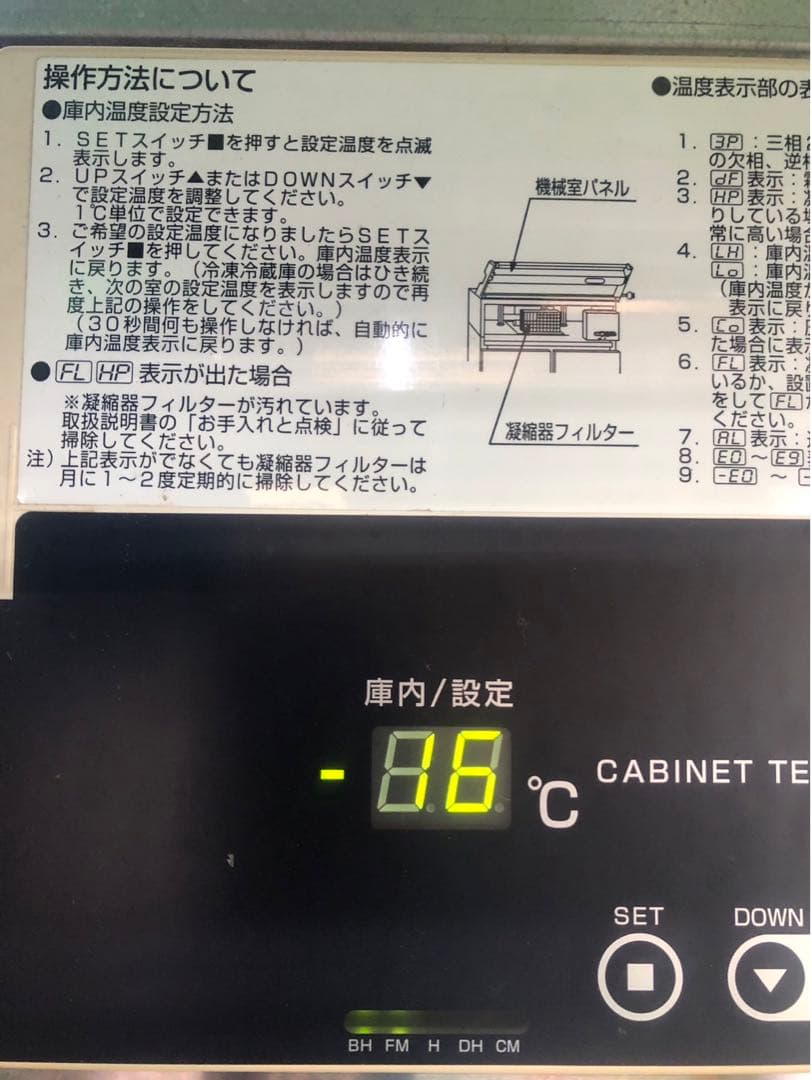 操作方法について
●庫内温度設定方法
1. SETスイッチ■を押すと設定温度を点滅
表示します。
2. UPスイッチ▲またはDOWNスイッチ▼
で設定温度を調整してください。
1℃単位で設定できます。
3. ご希望の設定温度になりましたらSETス
イッチ■を押してください。庫内温度表示
に戻ります。(冷凍冷蔵庫の場合はひき続
き、次の室の設定温度を表示しますので再
度上記の操作をしてください。)
(30秒間何も操作しなければ、自動的に
庫内温度表示に戻ります。)
● FL HP 表示が出た場合
※凝縮器フィルターが汚れています。
取扱説明書の「お手入れと点検」に従って
掃除してください。
注)上記表示がでなくても凝縮器フィルターは
月に1〜2度定期的に掃除してください。
機械室パネル
凝縮器フィルター
●温度表示部の表
1. 3P:三相
の欠相、逆相
2. dF表示:
3. HP表示:
りしている場
常に高い場合
4. LH:庫内
Lo:庫内
(庫内温度が
表示に戻
5. Co表示:
た場合に表
6. FL表示:
いるか、設
をして FL
ください。
7. AL表示:
8. E0〜E9
9. -E0 〜
庫内/設定
-16 ℃
CABINET TE
SET
DOWN
BH FM H DH CM